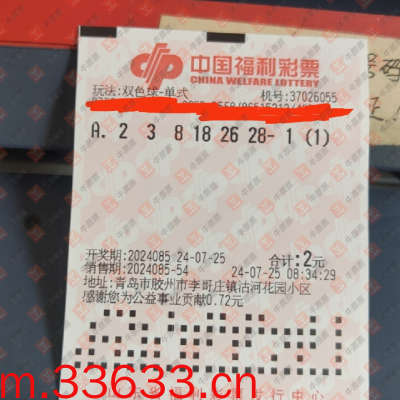 中国福利彩票
CHINA WELFARE LOTTERY
玩法:双色球-单式 机号:37026055
A. 2 3 8 18 26 28- 1 (1)
开奖期:2024085 24-07-25 合计:2元
销售期:2024085-54 24-07-25 08:34:29
地址:青岛市胶州市李哥庄镇沽河花园小区
感谢您为公益事业贡献0.72元
m.33633.cn
发行中心